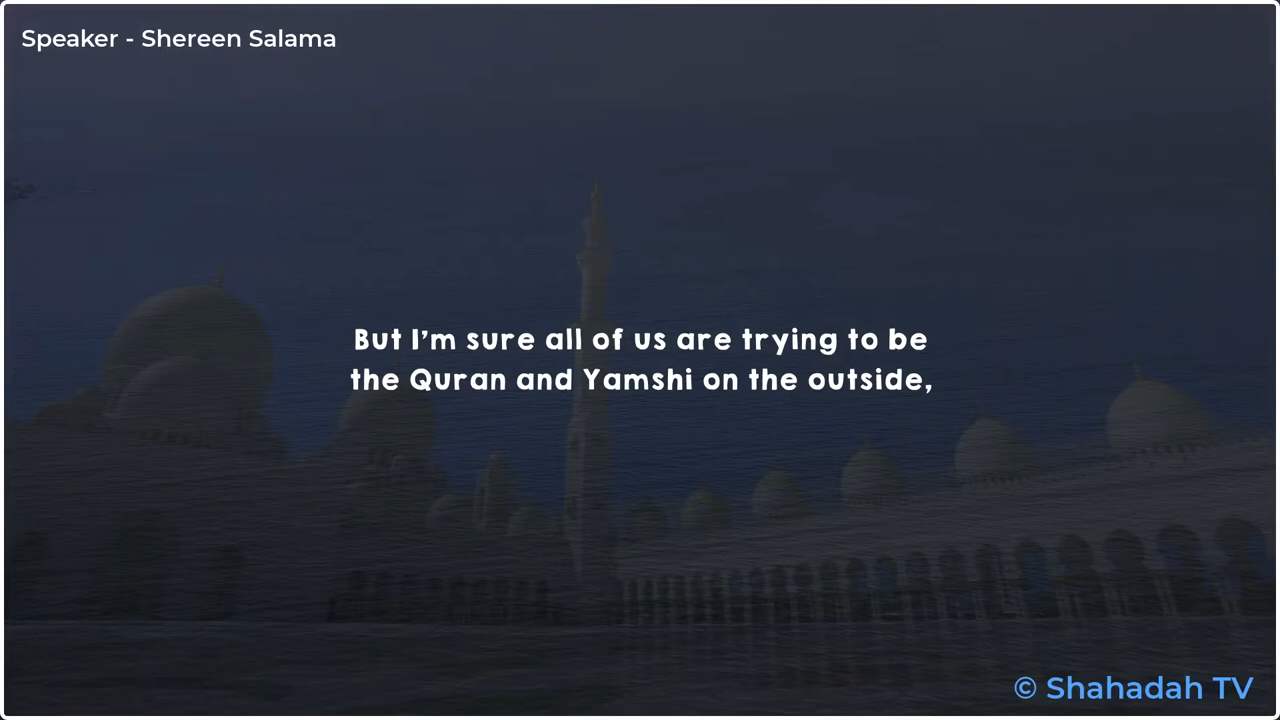 Speaker - Shereen Salama
But I'm sure all of us are trying to be
the Quran and Yamshi on the outside,
© Shahadah TV